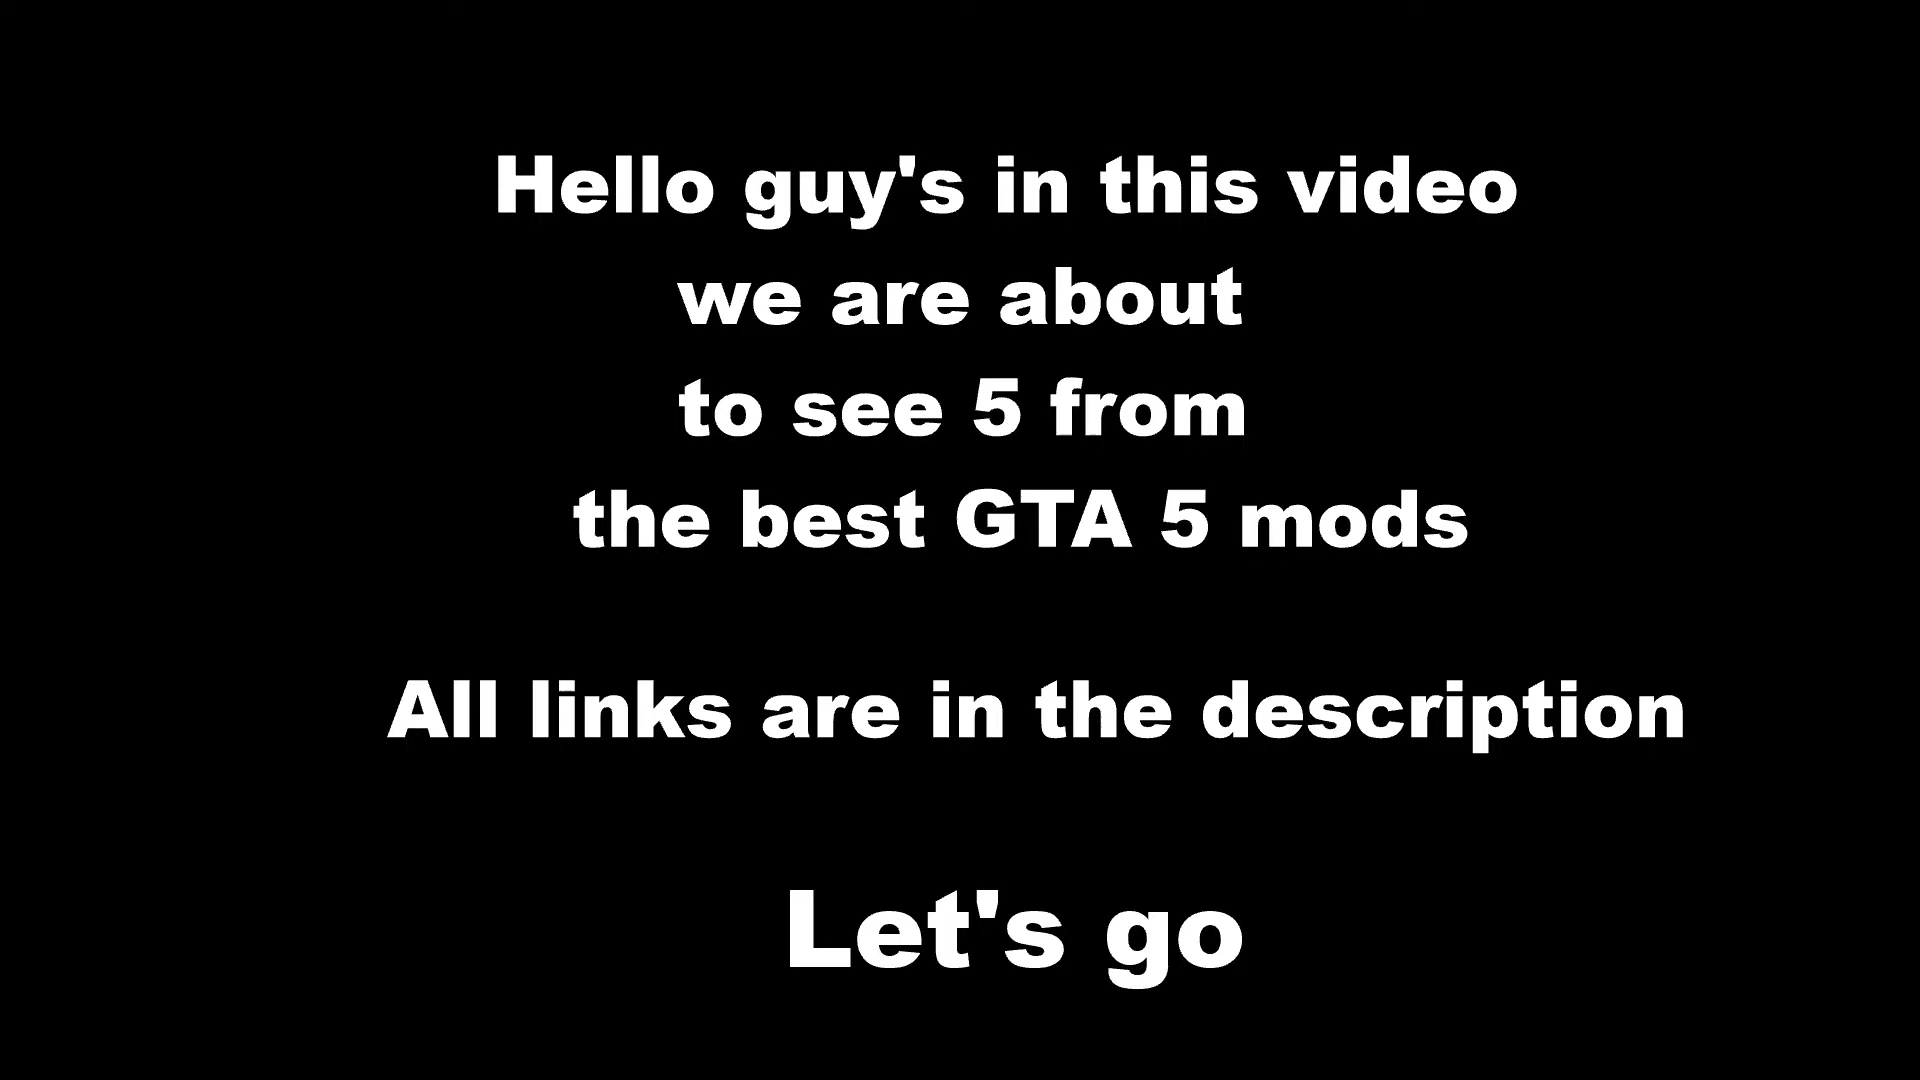 Hello guy's in this video
we are about
to see 5 from
the best GTA 5 mods
All links are in the description
Let's go